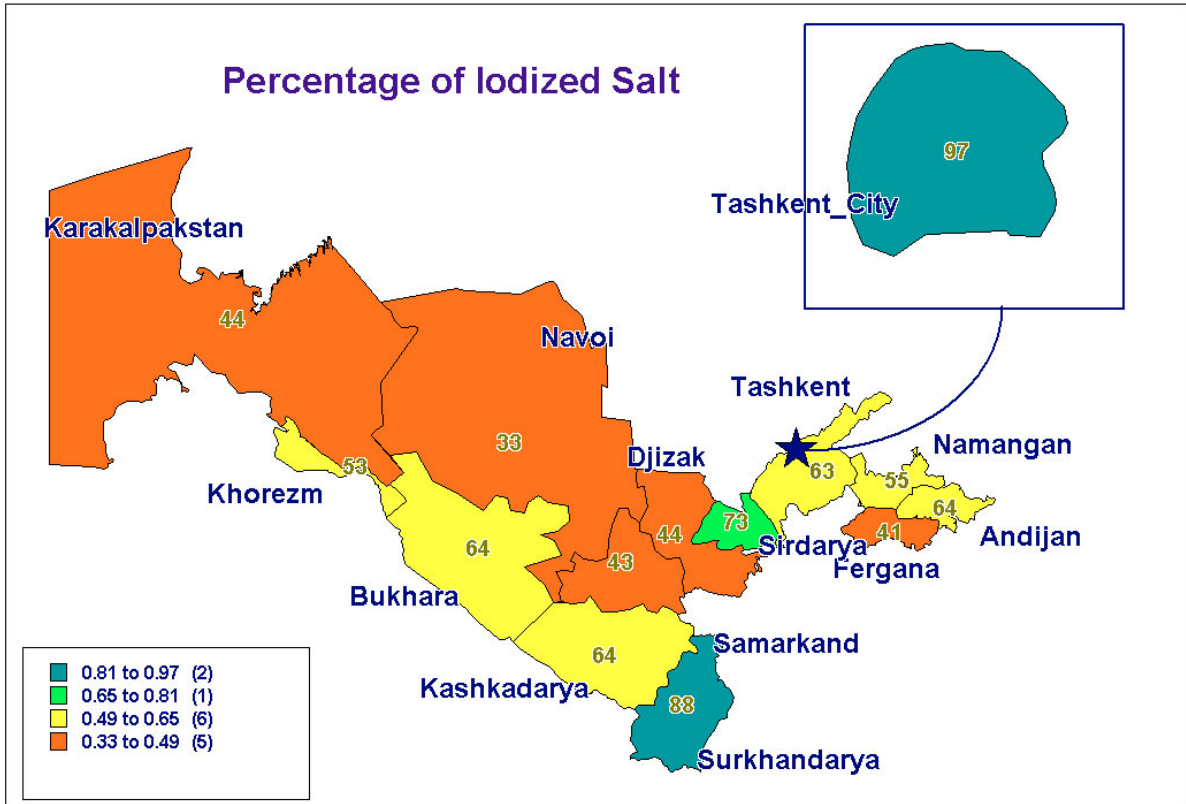 Percentage of Iodized Salt
97
Tashkent_City
Karakalpakstan
44
Navoi
Tashkent
33
Djizak
Namangan
53
63
55
Khorezm
64
73
44
64
41
Andijan
Sirdarya
Fergana
43
64
Bukhara
Samarkand
64
Kashkadarya
88
Surkhandarya
0.81 to 0.97 (2)
0.65 to 0.81 (1)
0.49 to 0.65 (6)
0.33 to 0.49 (5)